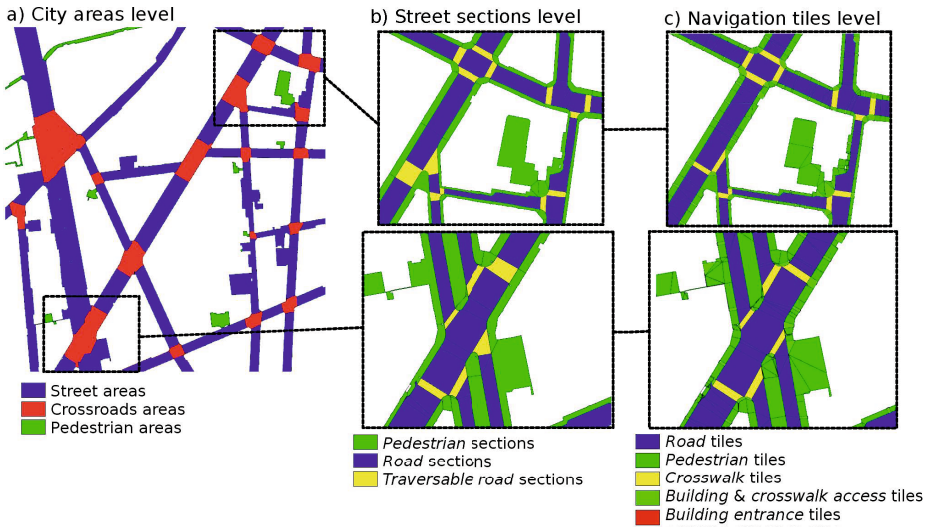 a) City areas level
b) Street sections level
c) Navigation tiles level
Street areas
Crossroads areas
Pedestrian areas
Pedestrian sections
Road sections
Traversable road sections
Road tiles
Pedestrian tiles
Crosswalk tiles
Building & crosswalk access tiles
Building entrance tiles